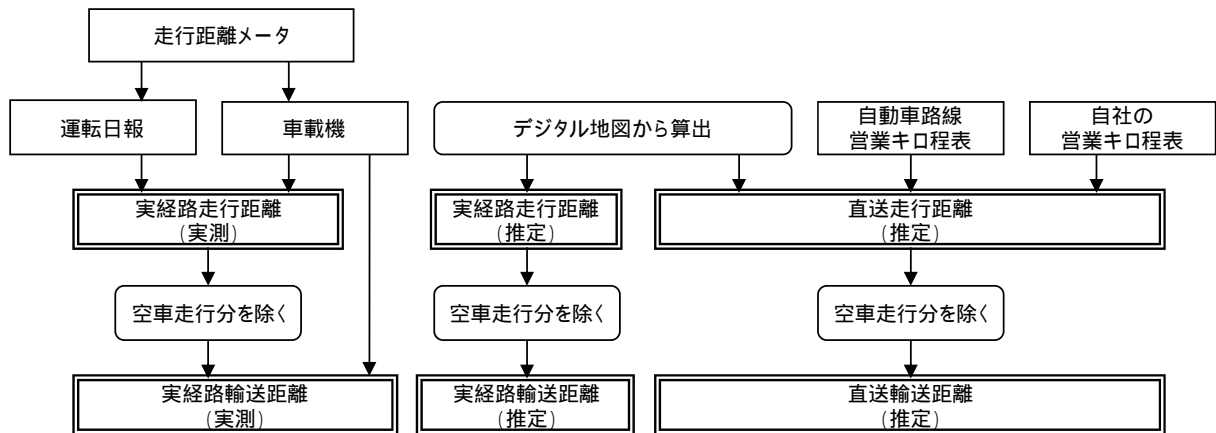 走行距離メータ
運転日報
車載機
デジタル地図から算出
自動車路線
営業キロ程表
自社の
営業キロ程表
実経路走行距離
(実測)
実経路走行距離
(推定)
直送走行距離
(推定)
空車走行分を除く
空車走行分を除く
空車走行分を除く
実経路輸送距離
(実測)
実経路輸送距離
(推定)
直送輸送距離
(推定)